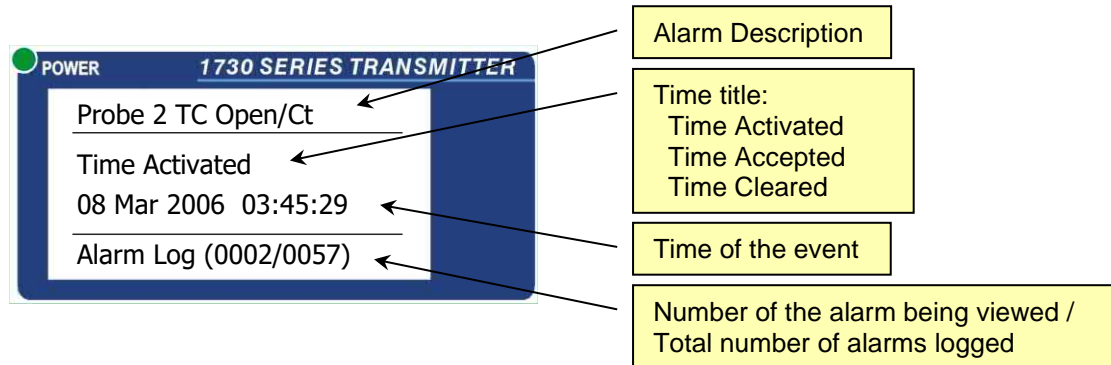 POWER
1730 SERIES TRANSMITTER
Probe 2 TC Open/Ct
Time Activated
08 Mar 2006 03:45:29
Alarm Log (0002/0057)
Alarm Description
Time title:
Time Activated
Time Accepted
Time Cleared
Time of the event
Number of the alarm being viewed /
Total number of alarms logged